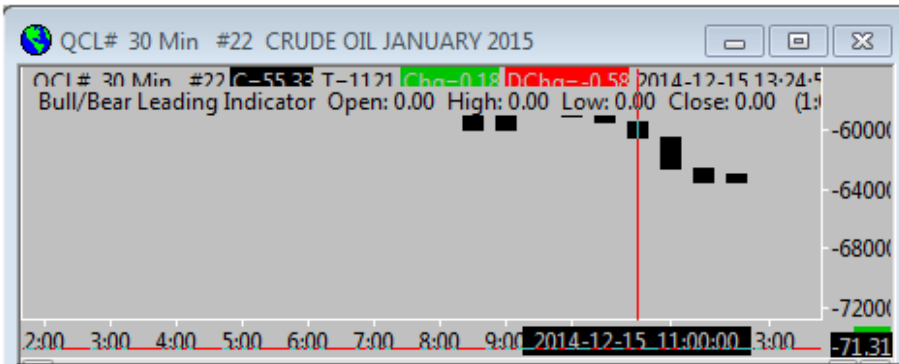 QCL# 30 Min #22 CRUDE OIL JANUARY 2015
QCL# 30 Min #22 C=55.33 T=1121 Chg=0.18 DChg=-0.58 2014-12-15 13:24:5
Bull/Bear Leading Indicator Open: 0.00 High: 0.00 Low: 0.00 Close: 0.00 (1:
-60000
-64000
-68000
-72000
2:00 3:00 4:00 5:00 6:00 7:00 8:00 9:00 2014-12-15 11:00:00 3:00 -71.31